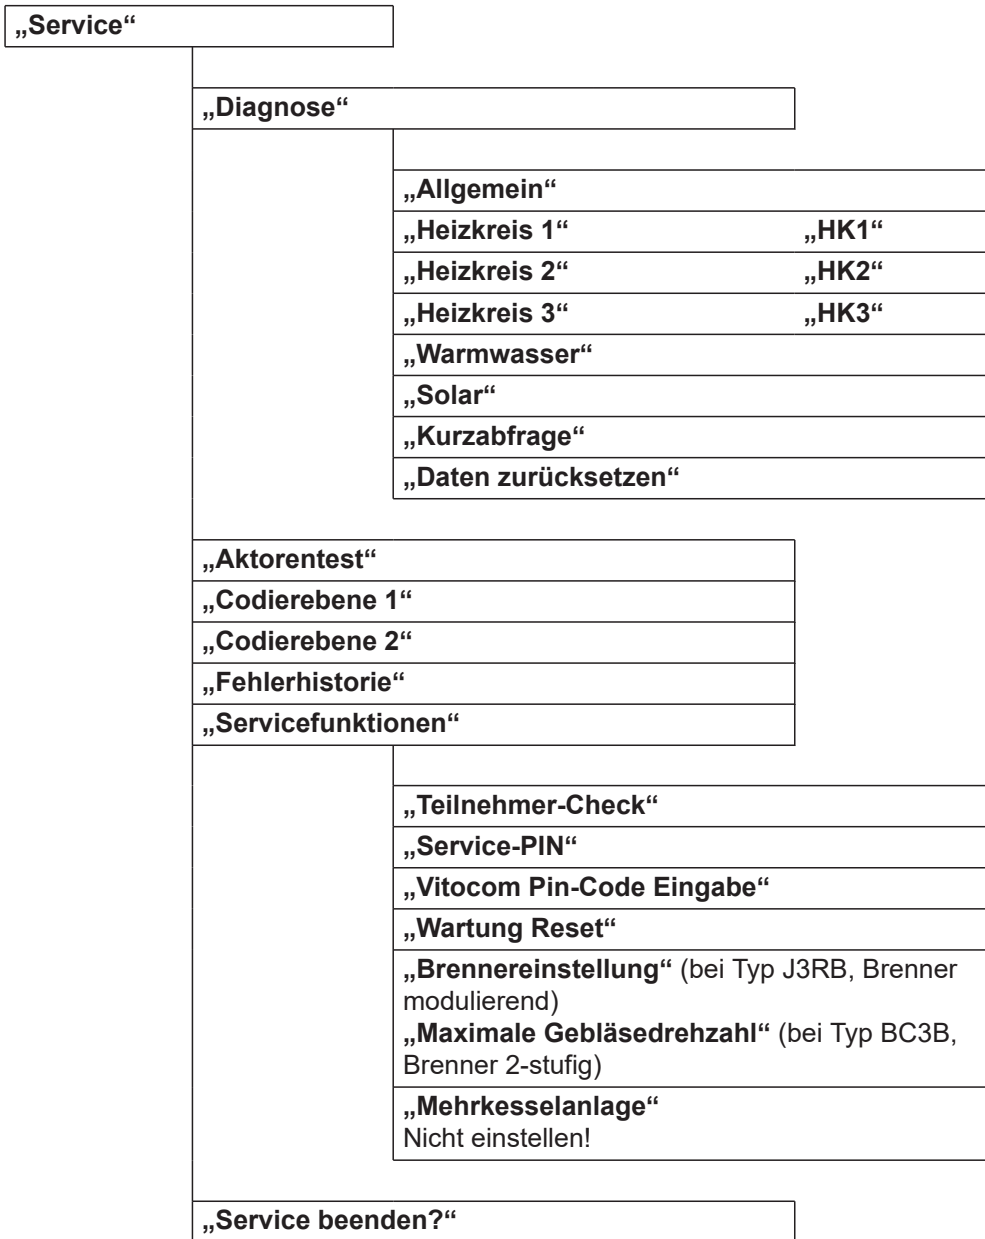 „Service“
„Diagnose“
„Allgemein“
„Heizkreis 1“ „HK1“
„Heizkreis 2“ „HK2“
„Heizkreis 3“ „HK3“
„Warmwasser“
„Solar“
„Kurzabfrage“
„Daten zurücksetzen“
„Aktorentest“
„Codierebene 1“
„Codierebene 2“
„Fehlerhistorie“
„Servicefunktionen“
„Teilnehmer-Check“
„Service-PIN“
„Vitocom Pin-Code Eingabe“
„Wartung Reset“
„Brennereinstellung“ (bei Typ J3RB, Brenner
modulierend)
„Maximale Gebläsedrehzahl“ (bei Typ BC3B,
Brenner 2-stufig)
„Mehrkesselanlage“
Nicht einstellen!
„Service beenden?“